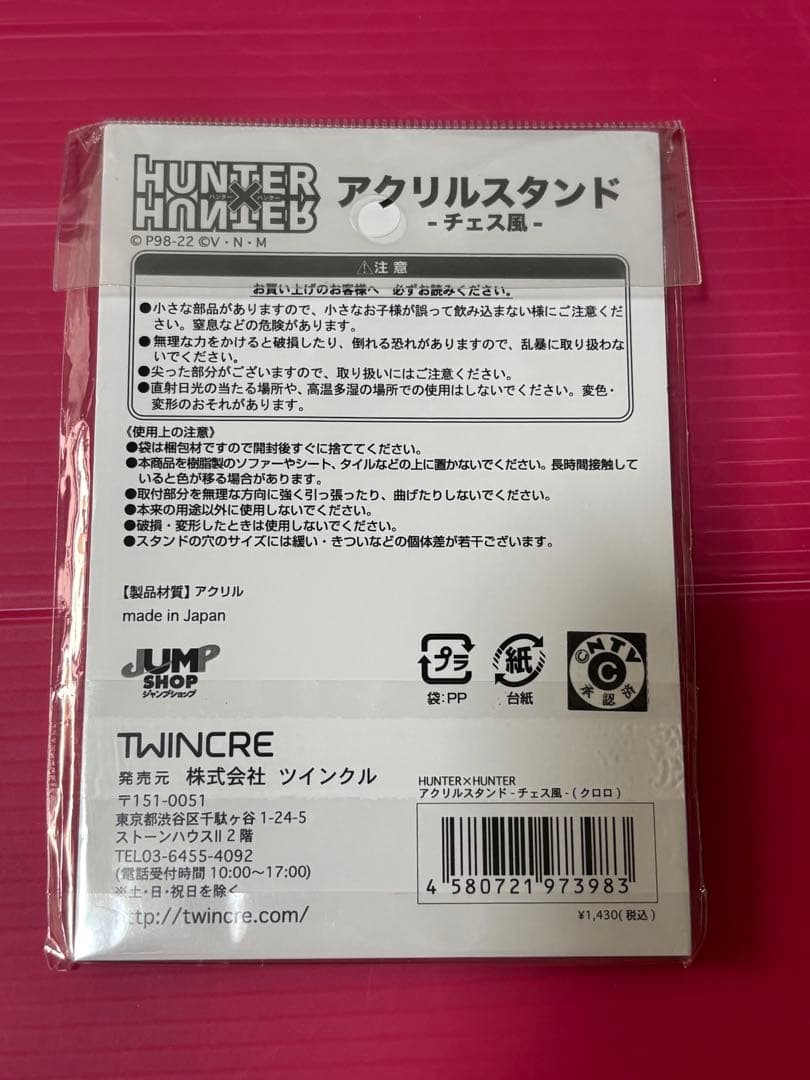 HUNTER×HUNTER
ハンター×ハンター
アクリルスタンド
- チェス風 -
© P98-22 ©V・N・M
⚠注意
お買い上げのお客様へ 必ずお読みください。
●小さな部品がありますので、小さなお子様が誤って飲み込まない様にご注意くだ
さい。窒息などの危険があります。
●無理な力をかけると破損したり、倒れる恐れがありますので、乱暴に取り扱わな
いでください。
●尖った部分がございますので、取り扱いにはご注意ください。
●直射日光の当たる場所や、高温多湿の場所での使用はしないでください。変色・
変形のおそれがあります。
《使用上の注意》
●袋は梱包材ですので開封後すぐに捨ててください。
●本商品を樹脂製のソファーやシート、タイルなどの上に置かないでください。長時間接触して
いると色が移る場合があります。
●取付部分を無理な方向に強く引っ張ったり、曲げたりしないでください。
●本来の用途以外に使用しないでください。
●破損・変形したときは使用しないでください。
●スタンドの穴のサイズには緩い・きついなどの個体差が若干ございます。
【製品材質】アクリル
made in Japan
JUMP
SHOP
ジャンプショップ
プラ
袋:PP
紙
台紙
©NTV
C
承認済
TWINCRE
発売元 株式会社 ツインクル
〒151-0051
東京都渋谷区千駄ヶ谷 1-24-5
ストーンハウスII 2 階
TEL03-6455-4092
(電話受付時間 10:00〜17:00)
※土・日・祝日を除く
http://twincre.com/
HUNTER×HUNTER
アクリルスタンド - チェス風 - ( クロロ )
4 580721 973983
¥1,430( 税込 )